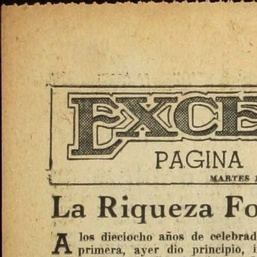 EXCE
PAGINA
MARTES
La Riqueza Fo
A los dieciocho años de celebrad
primera, ayer dio principio, i